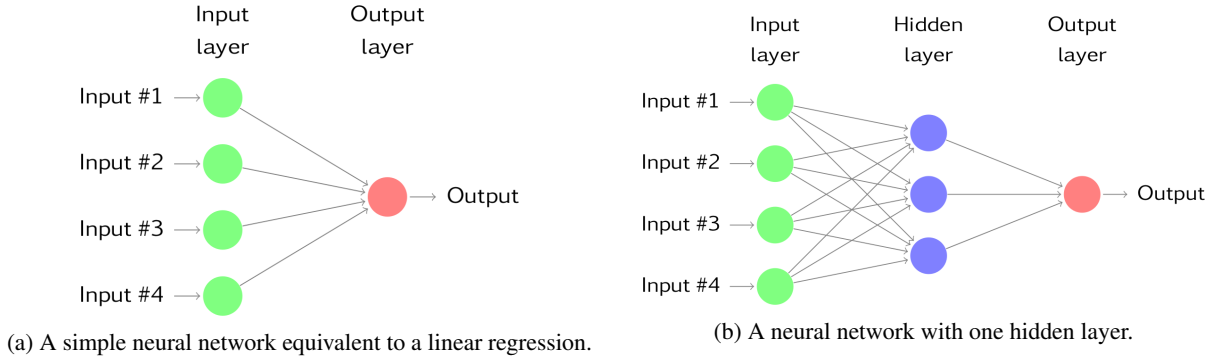 Input
layer
Output
layer
Input #1
Input #2
Input #3
Input #4
Output
(a) A simple neural network equivalent to a linear regression.
Input
layer
Hidden
layer
Output
layer
Input #1
Input #2
Input #3
Input #4
Output
(b) A neural network with one hidden layer.